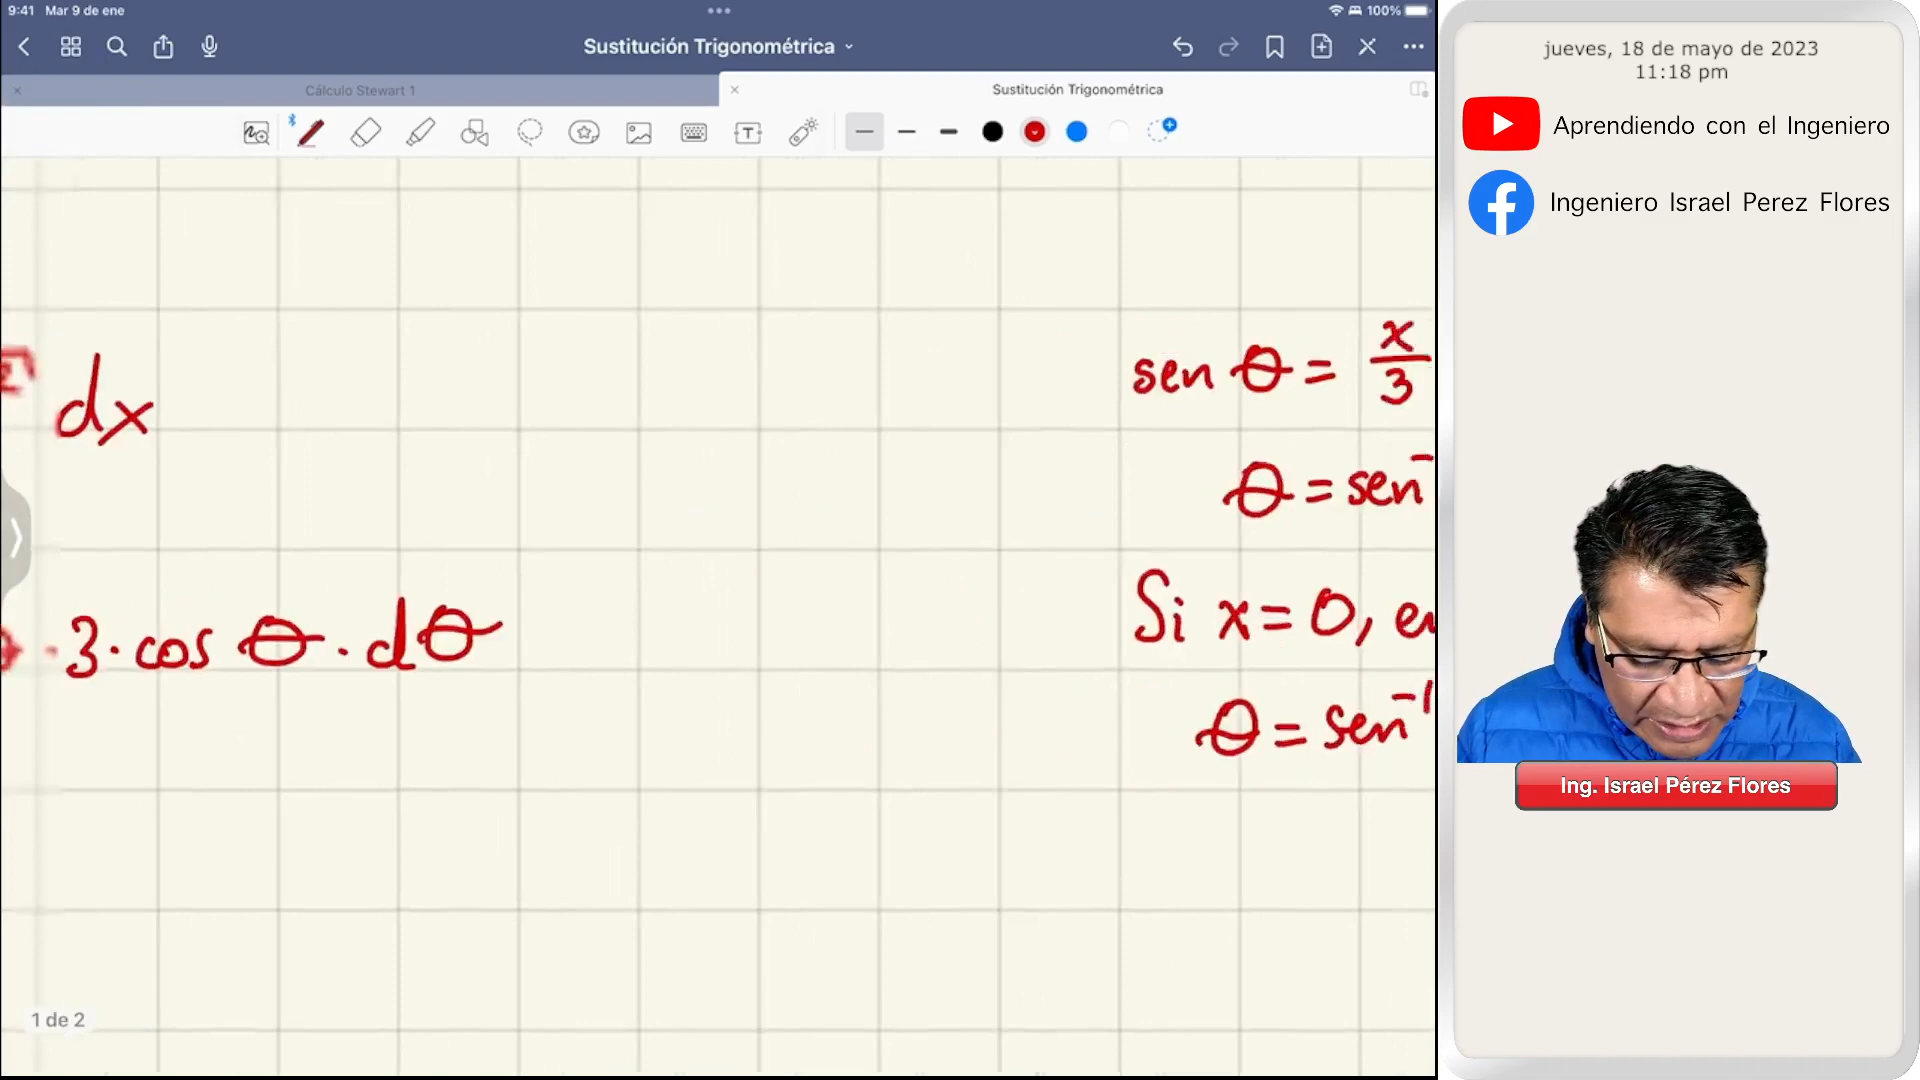 9:41 Mar 9 de ene
100%
Sustitución Trigonométrica
Cálculo Stewart 1
Sustitución Trigonométrica
dx
sen θ = x/3
θ = sen⁻
· 3 · cos θ · dθ
Si x = 0, en
θ = sen⁻¹
1 de 2
jueves, 18 de mayo de 2023
11:18 pm
Aprendiendo con el Ingeniero
Ingeniero Israel Perez Flores
Ing. Israel Pérez Flores